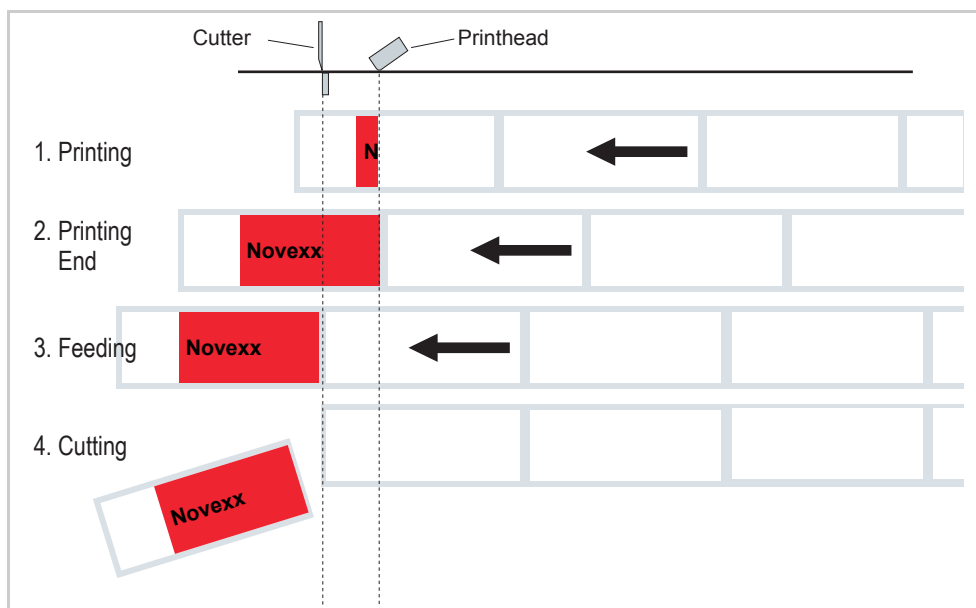 Cutter
Printhead
1. Printing
N
2. Printing
End
Novexx
3. Feeding
Novexx
4. Cutting
Novexx